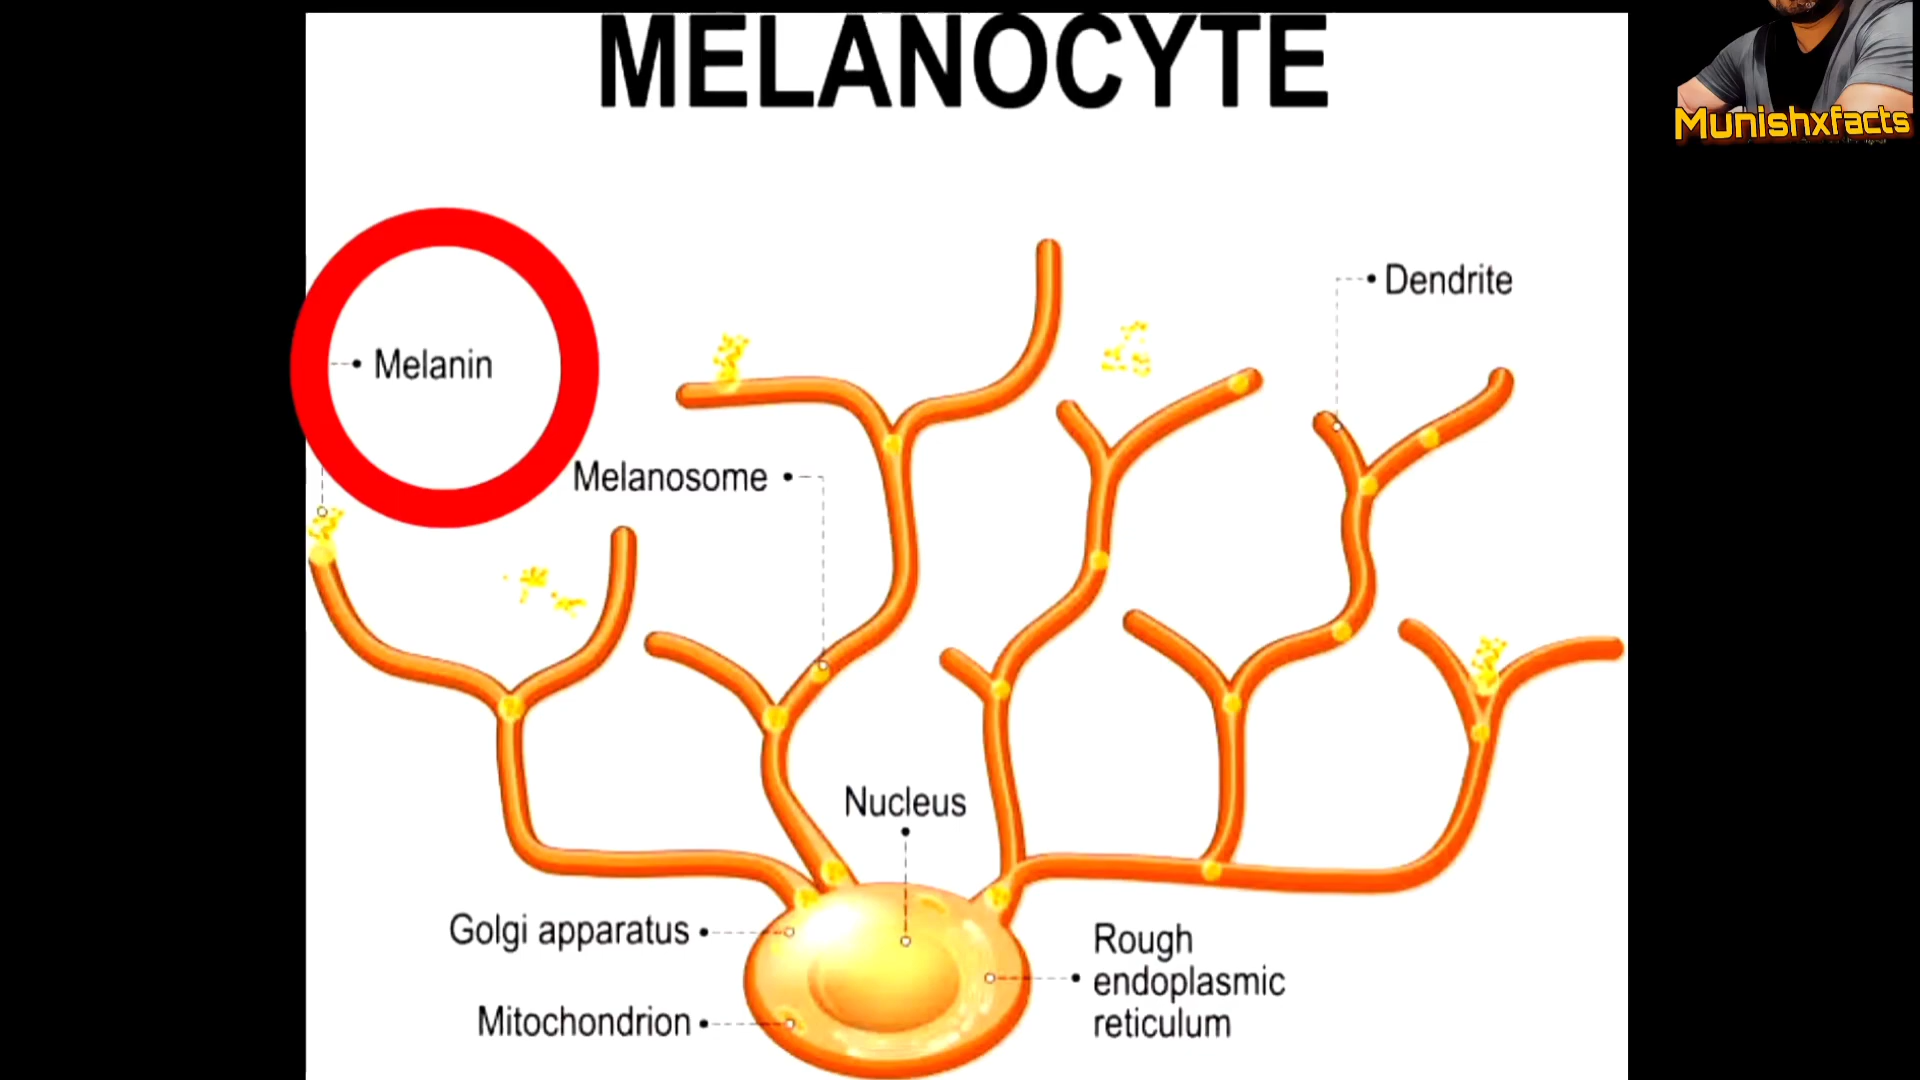 MELANOCYTE
Munishxfacts
Dendrite
Melanin
Melanosome
Nucleus
Golgi apparatus
Rough
endoplasmic
reticulum
Mitochondrion